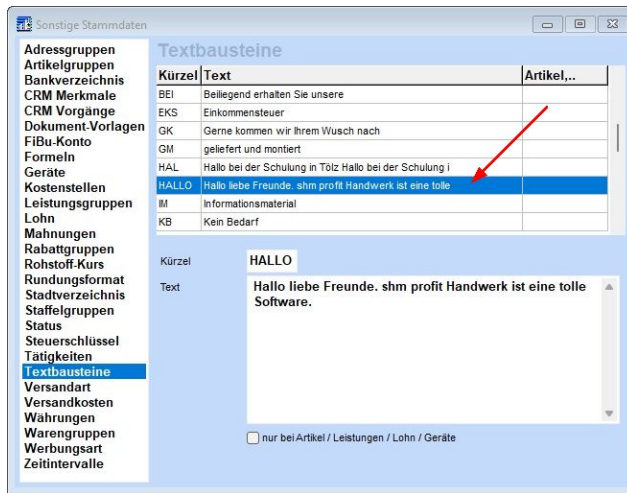 Sonstige Stammdaten
Adressgruppen
Artikelgruppen
Bankverzeichnis
CRM Merkmale
CRM Vorgänge
Dokument-Vorlagen
FiBu-Konto
Formeln
Geräte
Kostenstellen
Leistungsgruppen
Lohn
Mahnungen
Rabattgruppen
Rohstoff-Kurs
Rundungsformat
Stadtverzeichnis
Staffelgruppen
Status
Steuerschlüssel
Tätigkeiten
Textbausteine
Versandart
Versandkosten
Währungen
Warengruppen
Werbungsart
Zeitintervalle
Textbausteine
Kürzel Text Artikel,..
BEI Beiliegend erhalten Sie unsere
EKS Einkommensteuer
GK Gerne kommen wir Ihrem Wusch nach
GM geliefert und montiert
HAL Hallo bei der Schulung in Tölz Hallo bei der Schulung i
HALLO Hallo liebe Freunde. shm profit Handwerk ist eine tolle
IM Informationsmaterial
KB Kein Bedarf
Kürzel HALLO
Text Hallo liebe Freunde. shm profit Handwerk ist eine tolle
Software.
nur bei Artikel / Leistungen / Lohn / Geräte